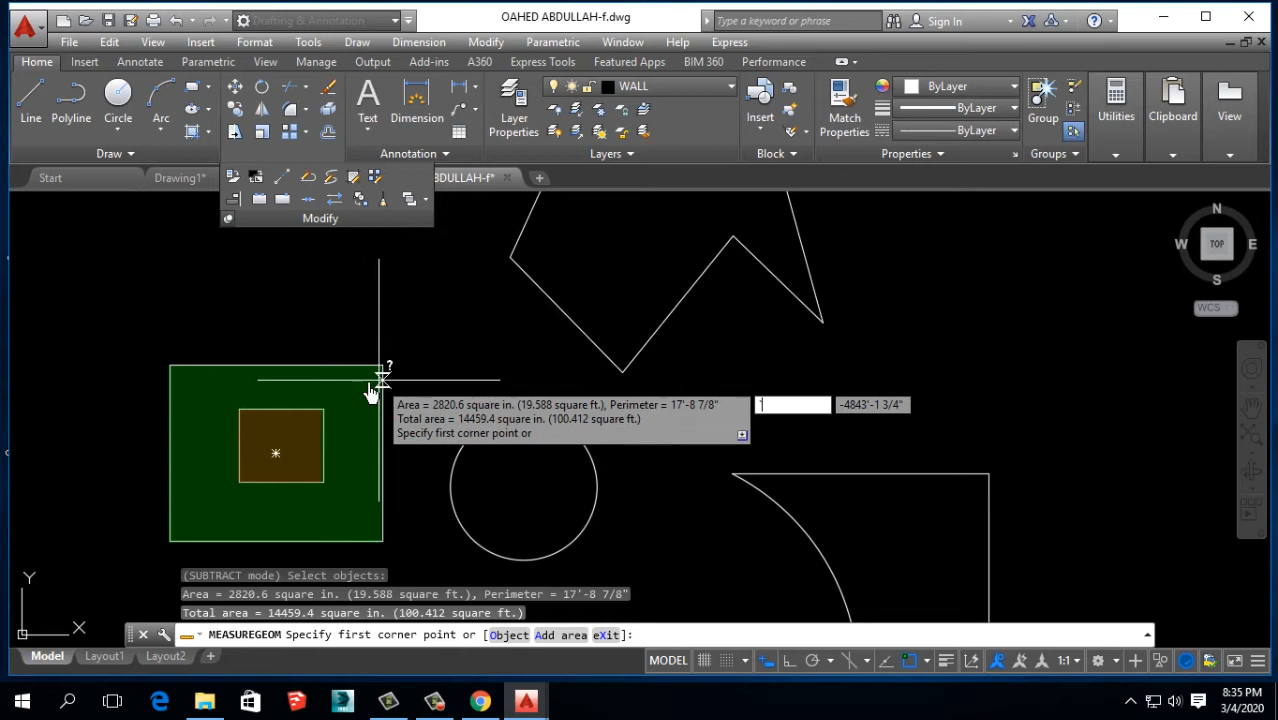 Drafting & Annotation
OAHED ABDULLAH-f.dwg
Type a keyword or phrase
Sign In
File Edit View Insert Format Tools Draw Dimension Modify Parametric Window Help Express
Home Insert Annotate Parametric View Manage Output Add-ins A360 Express Tools Featured Apps BIM 360 Performance
WALL
ByLayer
ByLayer
ByLayer
Line Polyline Circle Arc
Text Dimension
Layer Properties
Insert
Match Properties
Group
Utilities
Clipboard
View
Draw
Annotation
Layers
Block
Properties
Groups
Start
Drawing1*
BDULLAH-f*
Modify
N
W TOP E
S
WCS
?
Area = 2820.6 square in. (19.588 square ft.), Perimeter = 17'-8 7/8"
Total area = 14459.4 square in. (100.412 square ft.)
Specify first corner point or
-4843'-1 3/4"
(SUBTRACT mode) Select objects:
Area = 2820.6 square in. (19.588 square ft.), Perimeter = 17'-8 7/8"
Total area = 14459.4 square in. (100.412 square ft.)
Y
X
MEASUREGEOM Specify first corner point or [Object Add area eXit]:
Model Layout1 Layout2
MODEL
1:1
8:35 PM
3/4/2020